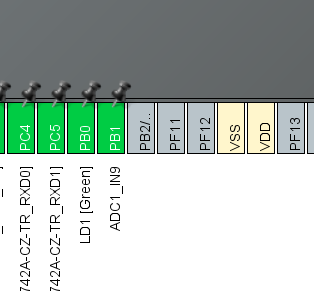 PC4
PC5
PB0
PB1
PB2/..
PF11
PF12
VSS
VDD
PF13
742A-CZ-TR_RXD0]
742A-CZ-TR_RXD1]
LD1 [Green]
ADC1_IN9